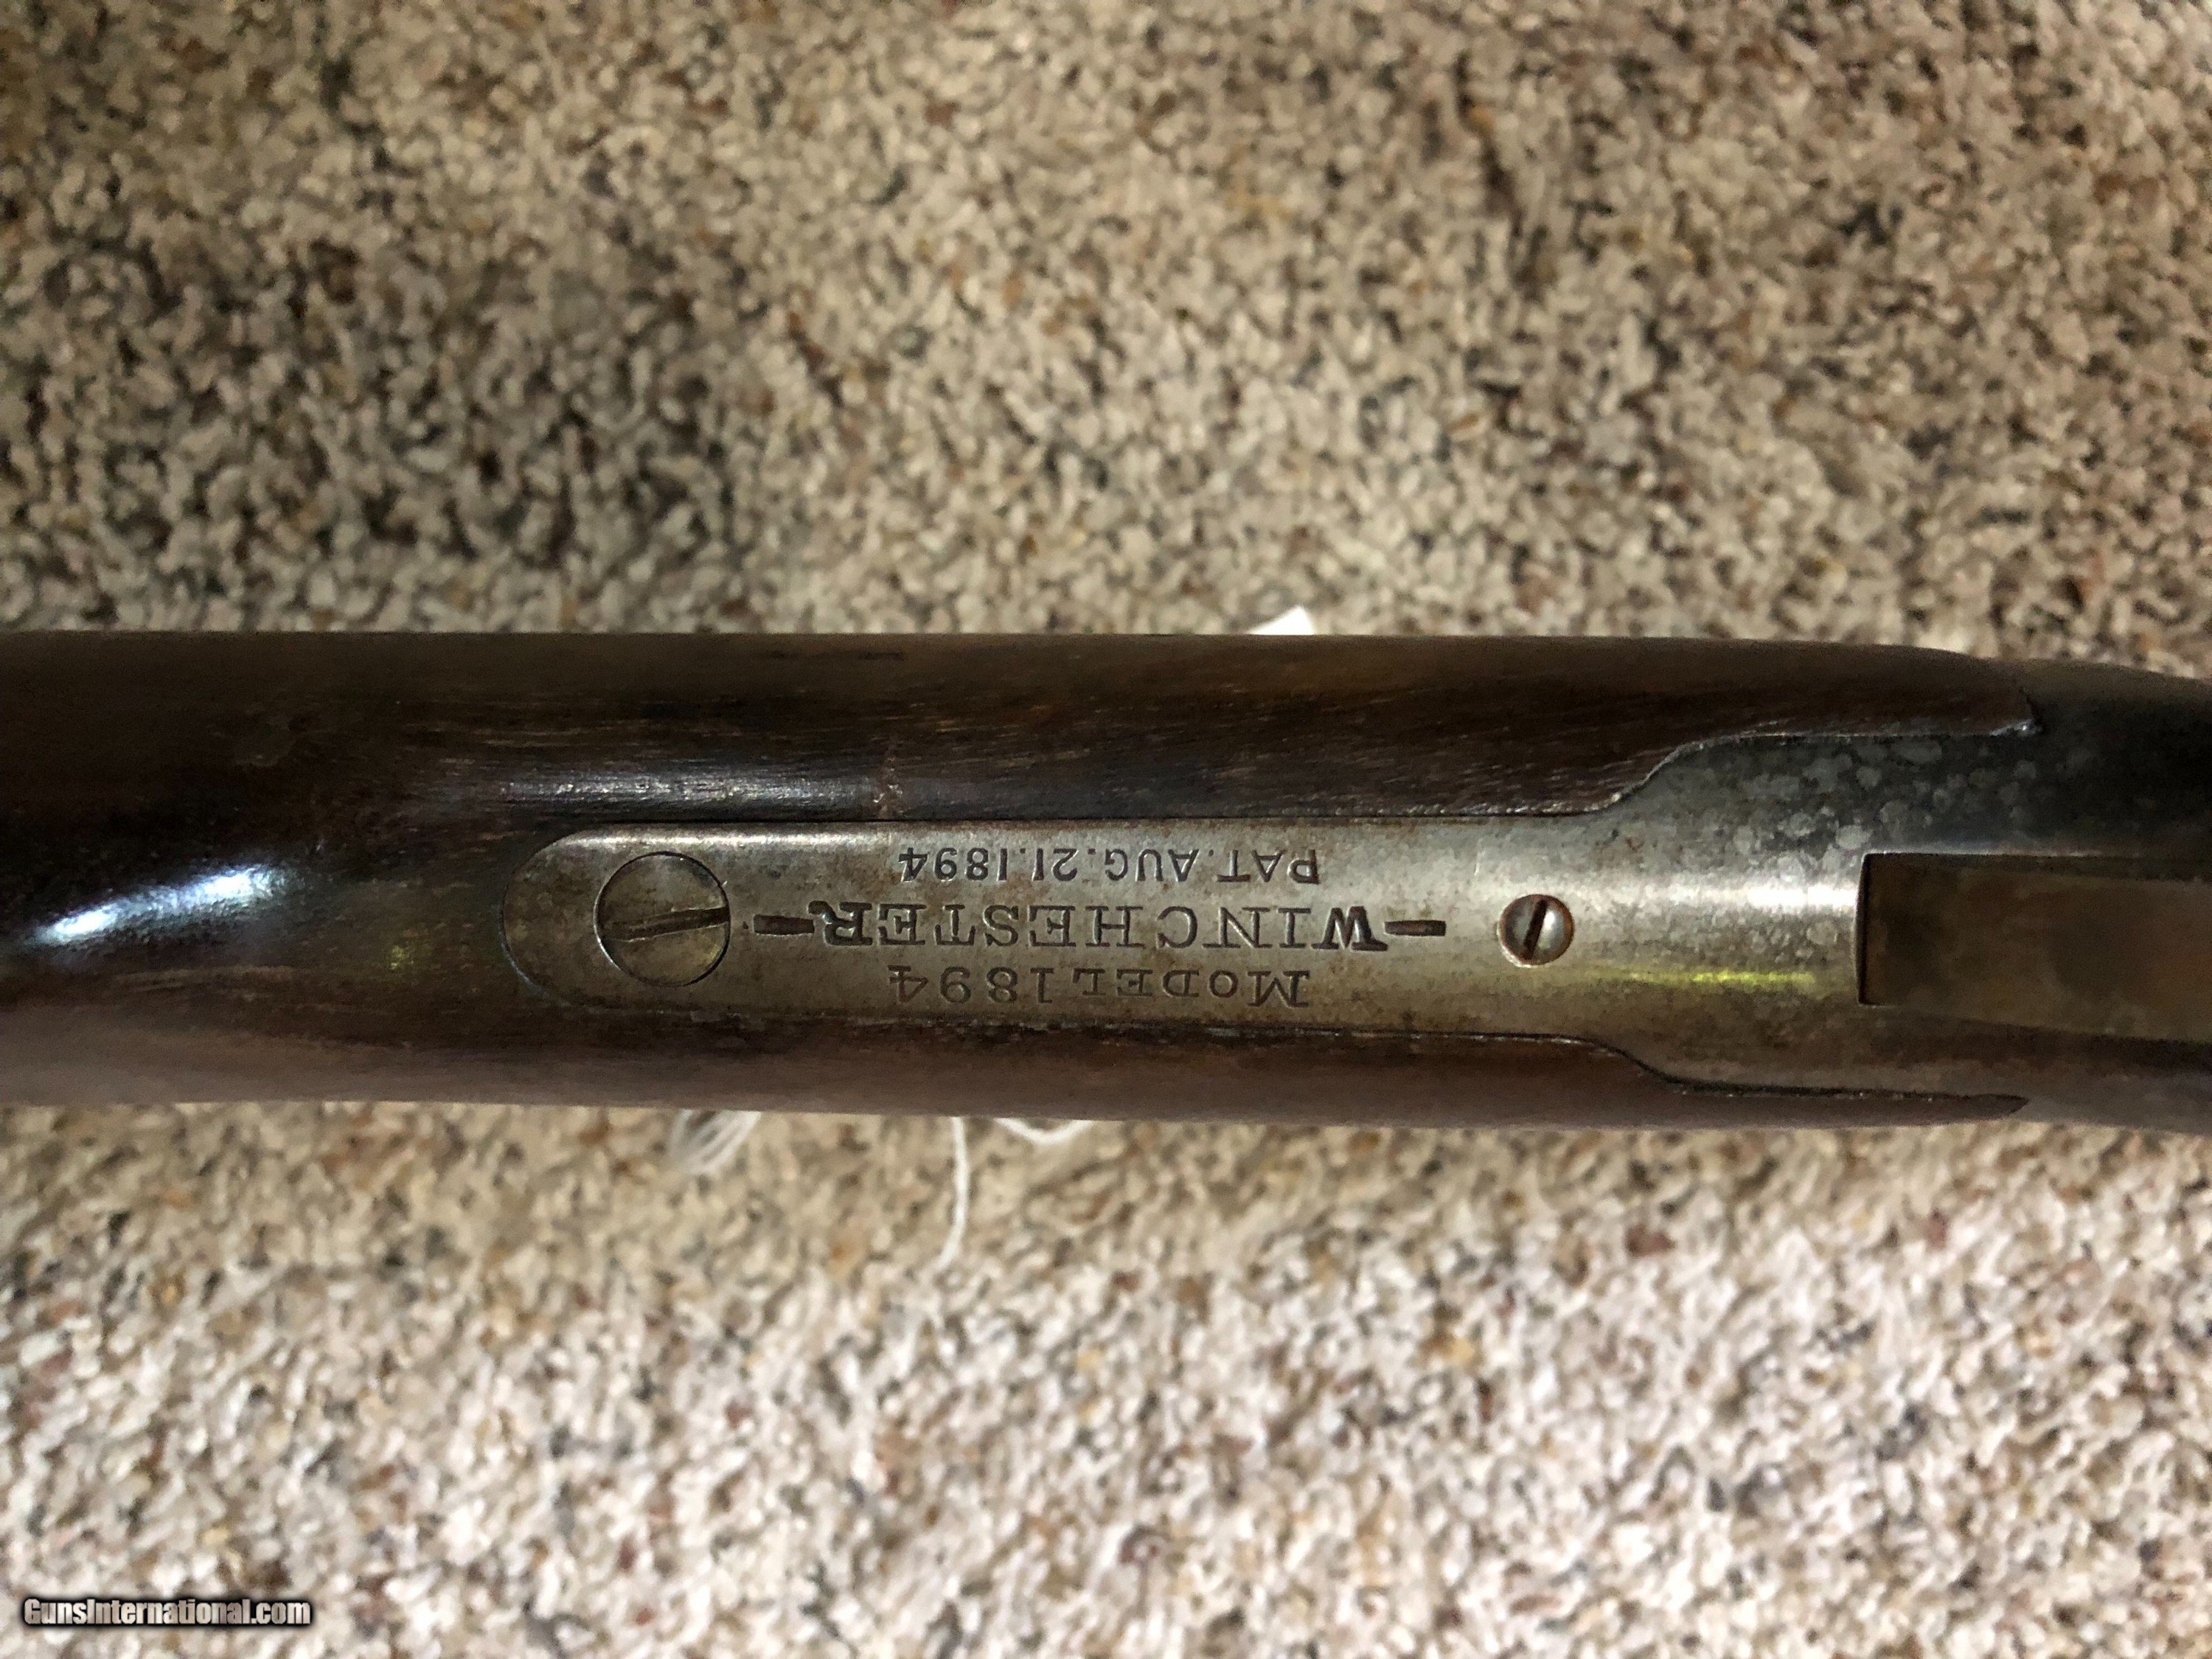 MODEL 1894
-WINCHESTER-
PAT. AUG. 21. 1894
GunsInternational.com